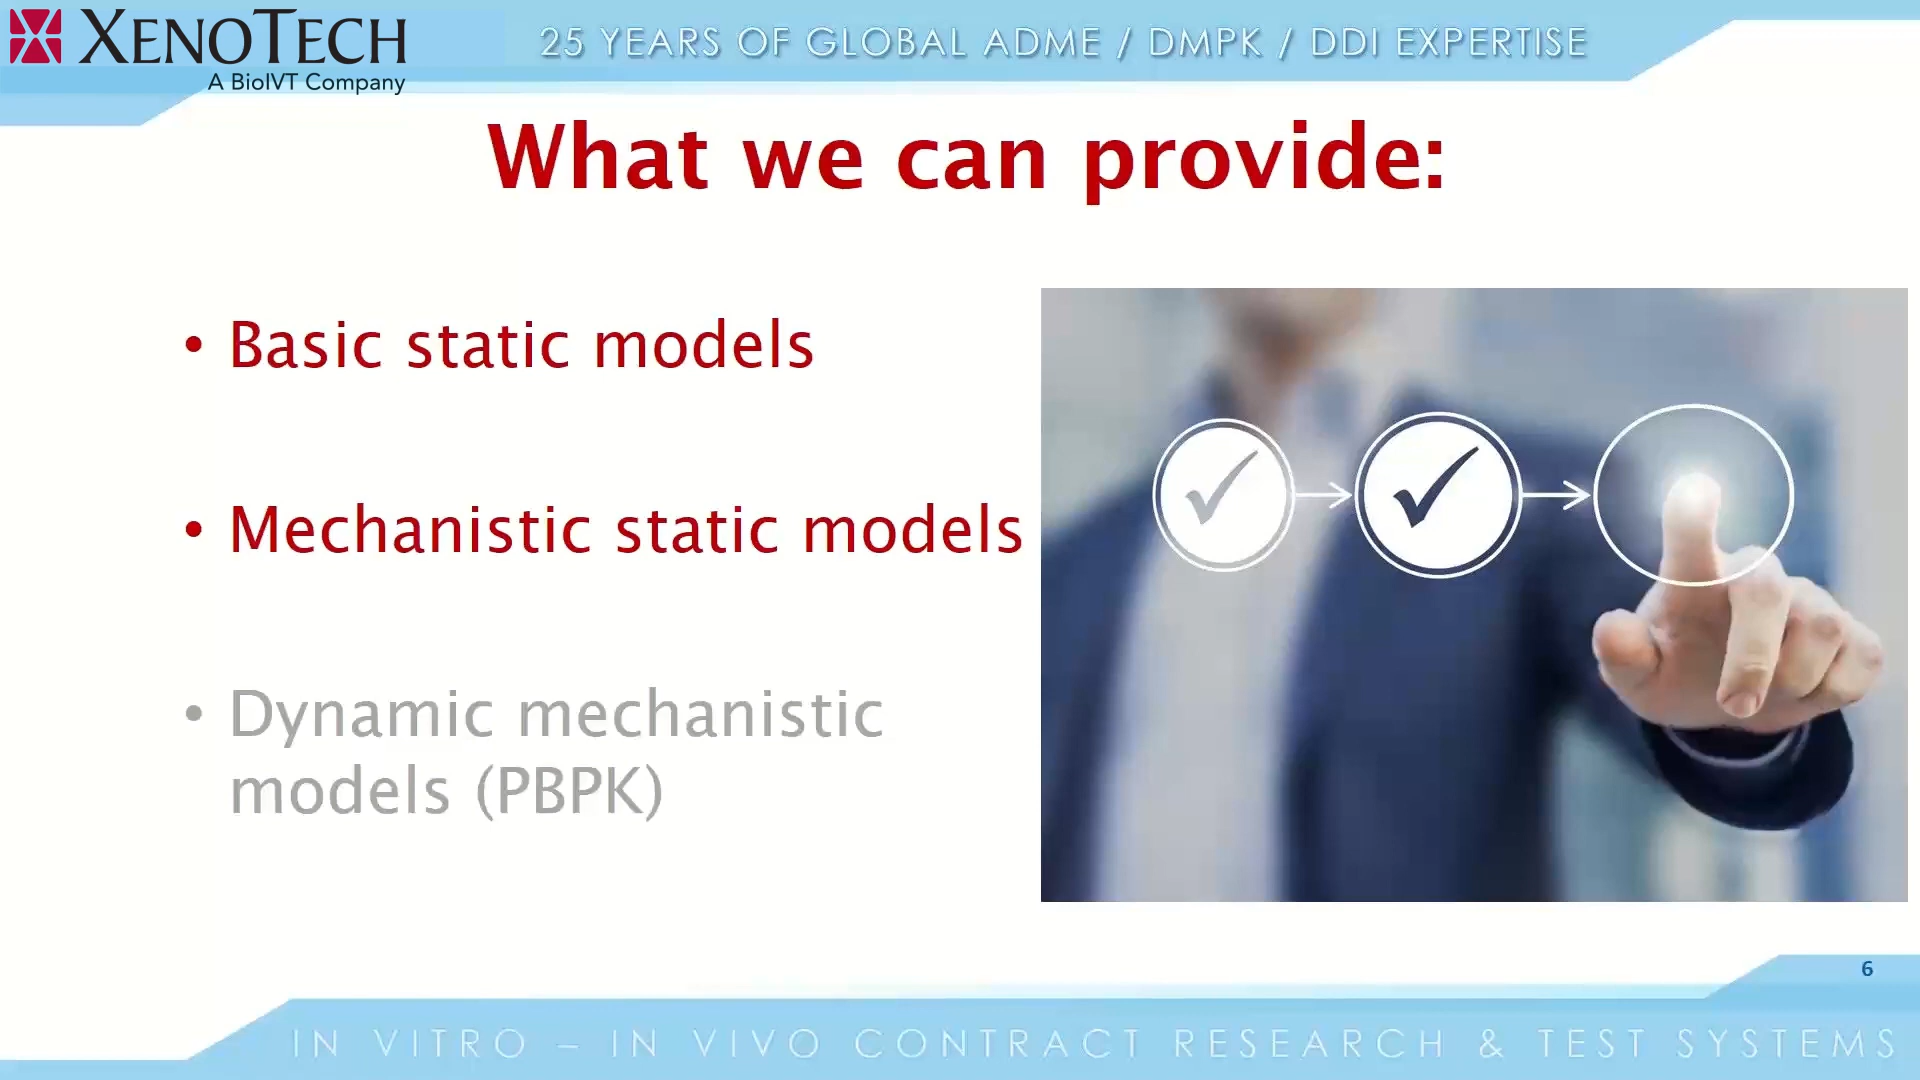 XENOTECH
A BioIVT Company
25 YEARS OF GLOBAL ADME / DMPK / DDI EXPERTISE
What we can provide:
• Basic static models
• Mechanistic static models
• Dynamic mechanistic
models (PBPK)
6
IN VITRO – IN VIVO CONTRACT RESEARCH & TEST SYSTEMS